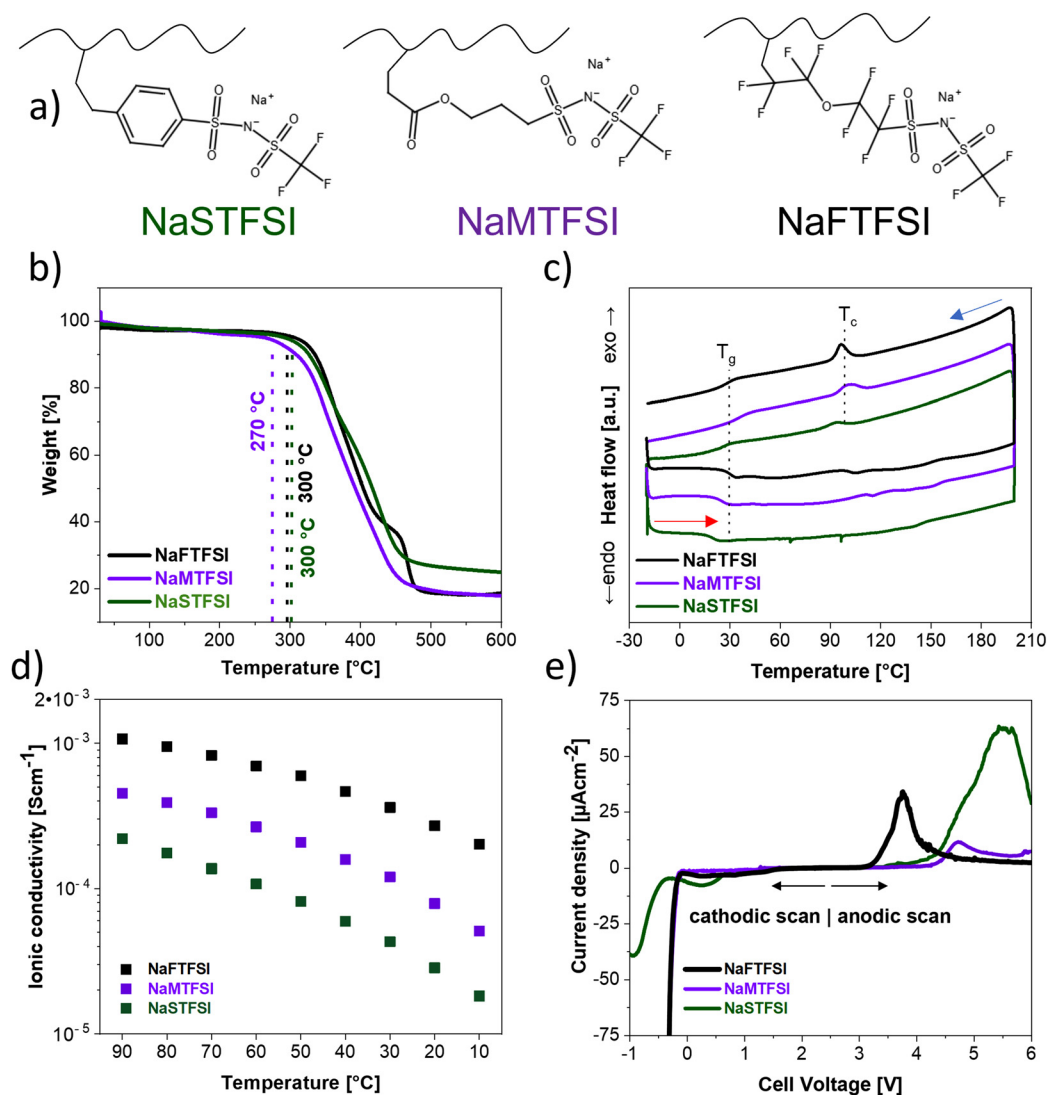 a)
O
O
Na⁺
S
N⁻
O
O
S
F
F
F
NaSTFSI
O
O
O
Na⁺
S
N⁻
O
O
S
O
F
F
F
NaMTFSI
F
F
F
F
O
F
F
F
F
O
O
S
Na⁺
N⁻
O
O
S
F
F
F
NaFTFSI
b)
100
80
60
40
20
Weight [%]
270 °C
300 °C
300 °C
NaFTFSI
NaMTFSI
NaSTFSI
100 200 300 400 500 600
Temperature [°C]
c)
←endo Heat flow [a.u.] exo →
Tg
Tc
NaFTFSI
NaMTFSI
NaSTFSI
-30 0 30 60 90 120 150 180 210
Temperature [°C]
d)
2•10⁻³
10⁻³
10⁻⁴
10⁻⁵
Ionic conductivity [Scm⁻¹]
NaFTFSI
NaMTFSI
NaSTFSI
90 80 70 60 50 40 30 20 10
Temperature [°C]
e)
75
50
25
0
-25
-50
-75
Current density [µAcm⁻²]
cathodic scan | anodic scan
NaFTFSI
NaMTFSI
NaSTFSI
-1 0 1 2 3 4 5 6
Cell Voltage [V]